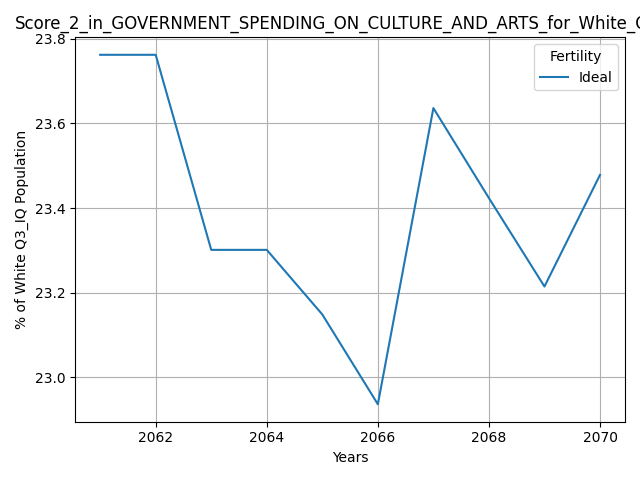 Score_2_in_GOVERNMENT_SPENDING_ON_CULTURE_AND_ARTS_for_White_
Fertility
Ideal
% of White Q3_IQ Population
23.8
23.6
23.4
23.2
23.0
2062 2064 2066 2068 2070
Years